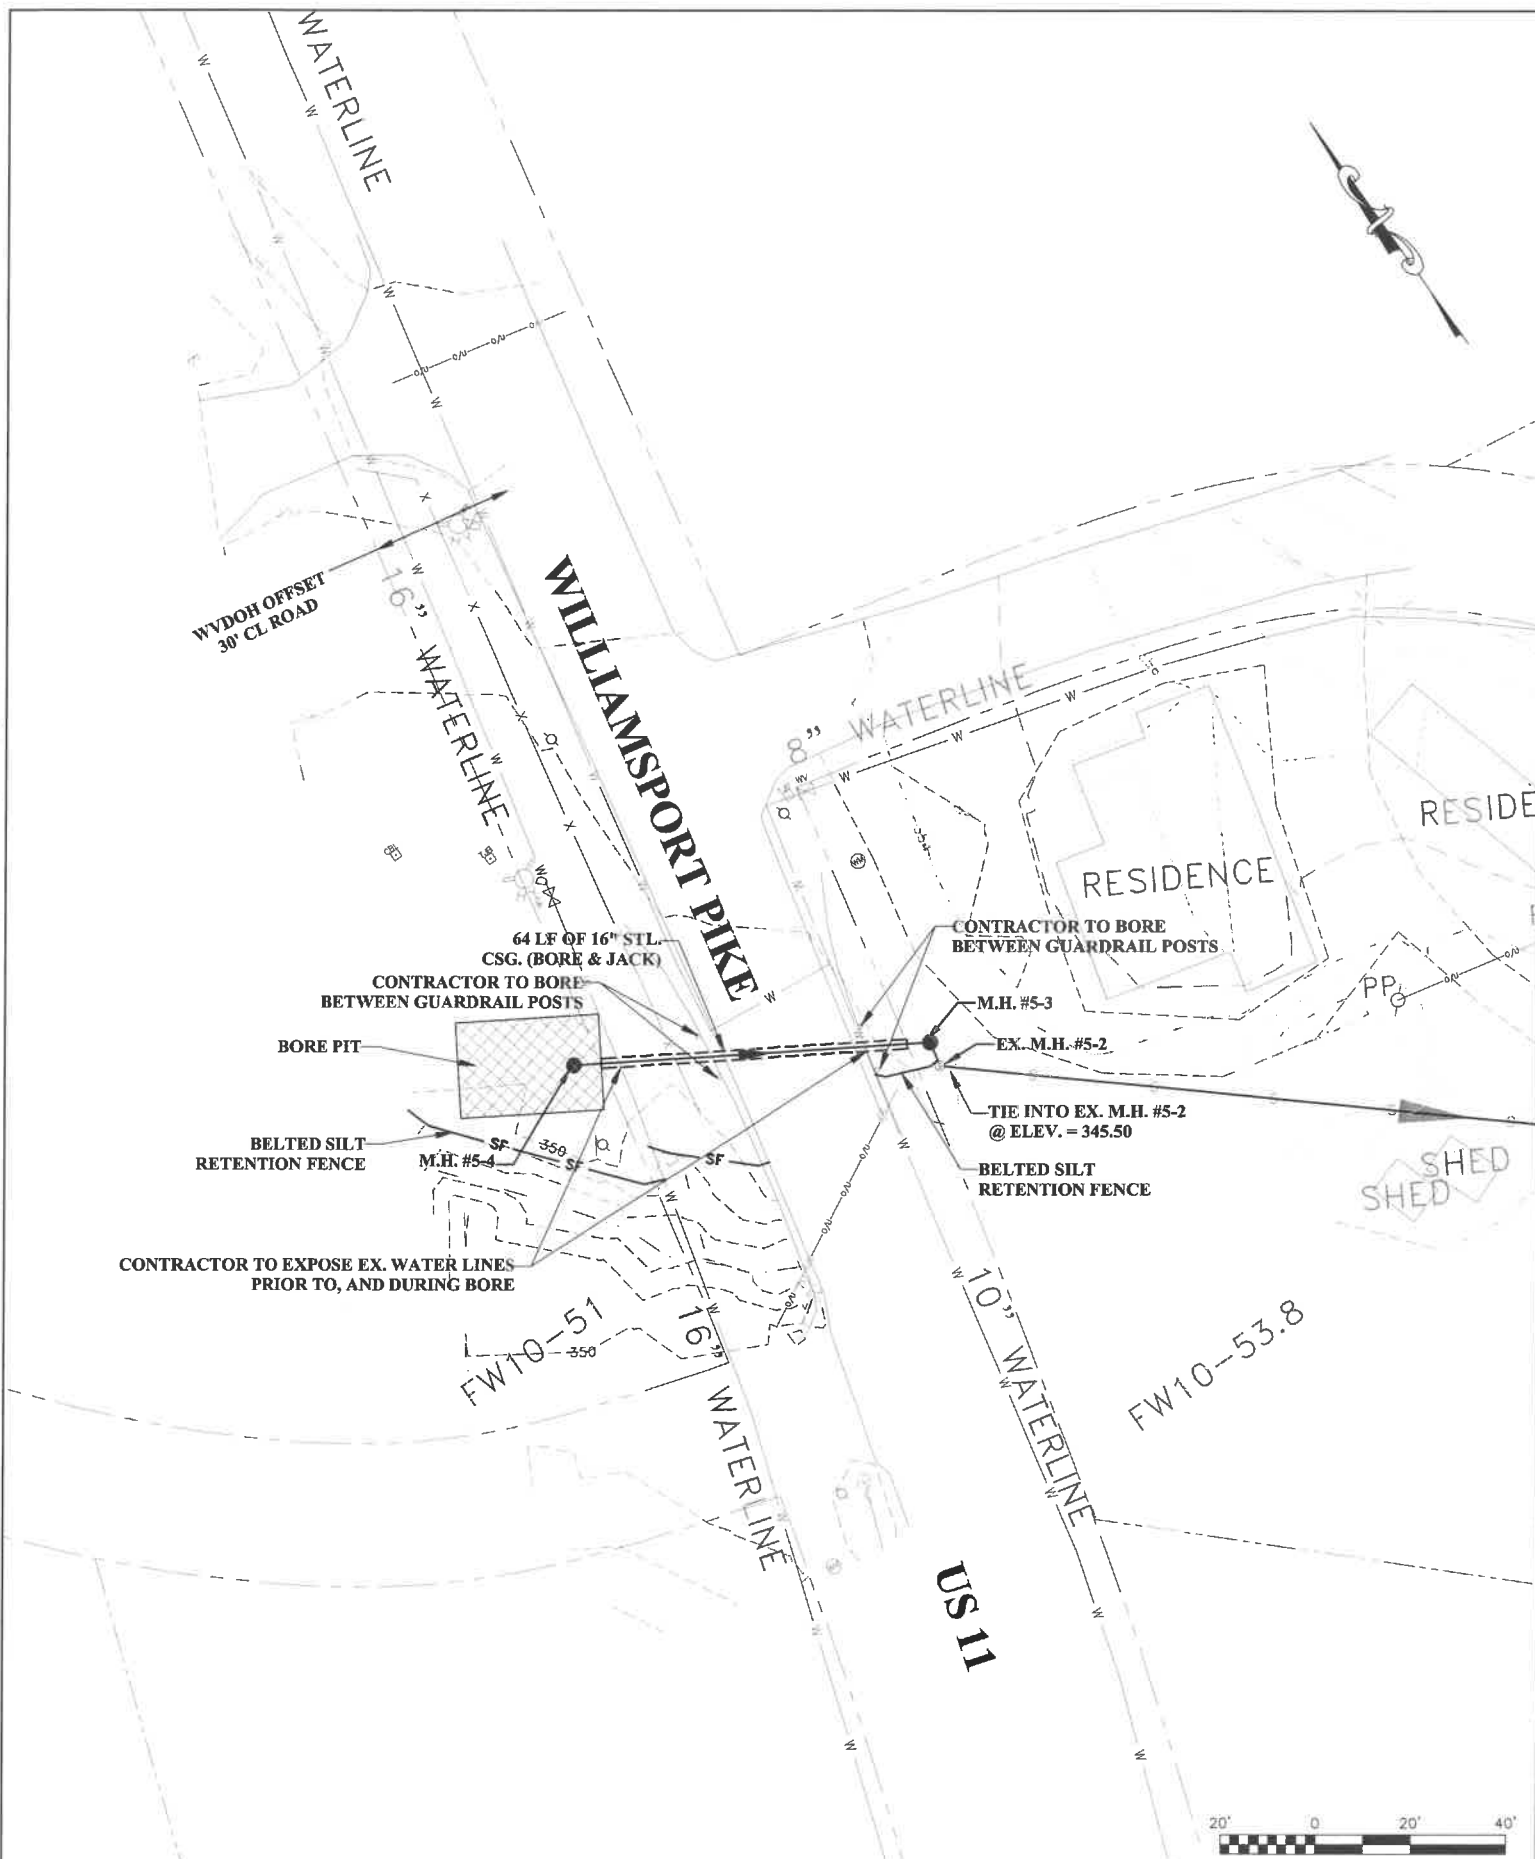 WATERLINE
WVDOH OFFSET
30' CL ROAD
16" WATERLINE
WILLIAMSPORT PIKE
8" WATERLINE
RESIDE
RESIDENCE
64 LF OF 16" STL.
CSG. (BORE & JACK)
CONTRACTOR TO BORE
BETWEEN GUARDRAIL POSTS
CONTRACTOR TO BORE
BETWEEN GUARDRAIL POSTS
PP
M.H. #5-3
BORE PIT
EX. M.H. #5-2
TIE INTO EX. M.H. #5-2
@ ELEV. = 345.50
BELTED SILT
RETENTION FENCE
SF
350
SF
SF
M.H. #5-4
BELTED SILT
RETENTION FENCE
SHED
SHED
CONTRACTOR TO EXPOSE EX. WATER LINES
PRIOR TO, AND DURING BORE
FW10-51
350
16" WATERLINE
10" WATERLINE
FW10-53.8
US 11
20' 0 20' 40'